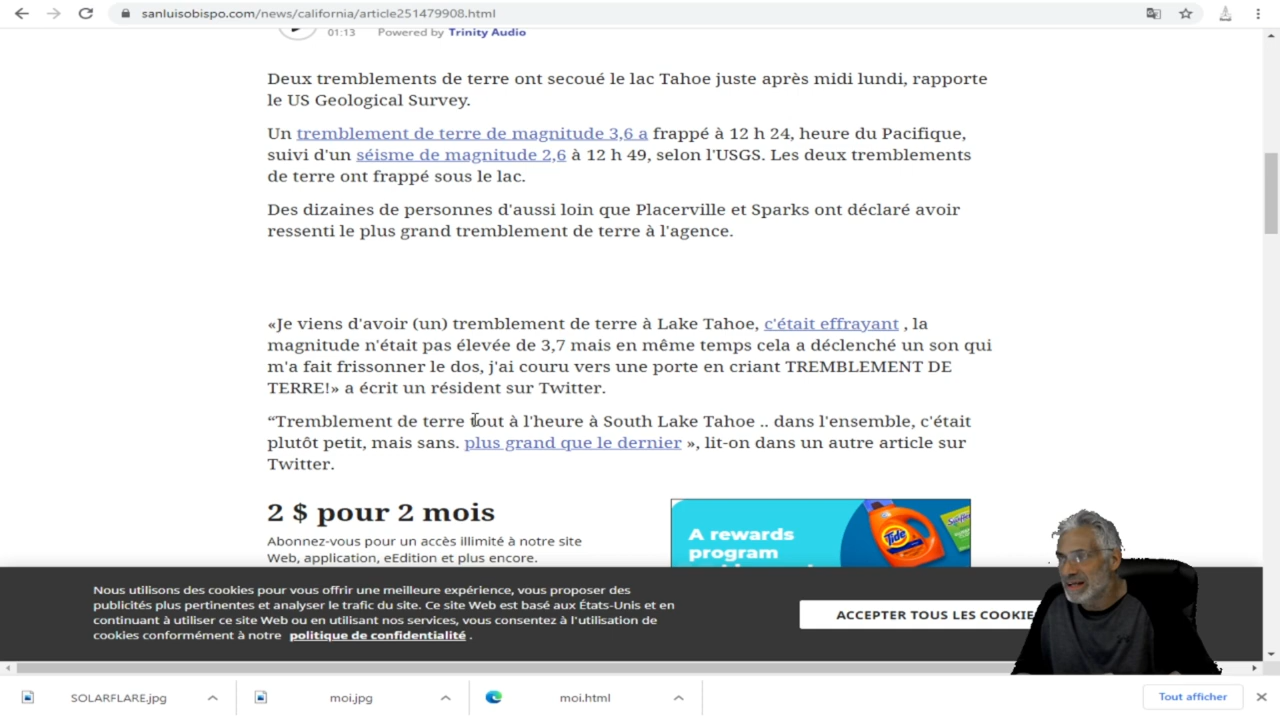 sanluisobispo.com/news/california/article251479908.html
01:13 Powered by Trinity Audio
Deux tremblements de terre ont secoué le lac Tahoe juste après midi lundi, rapporte
le US Geological Survey.
Un tremblement de terre de magnitude 3,6 a frappé à 12 h 24, heure du Pacifique,
suivi d'un séisme de magnitude 2,6 à 12 h 49, selon l'USGS. Les deux tremblements
de terre ont frappé sous le lac.
Des dizaines de personnes d'aussi loin que Placerville et Sparks ont déclaré avoir
ressenti le plus grand tremblement de terre à l'agence.
«Je viens d'avoir (un) tremblement de terre à Lake Tahoe, c'était effrayant , la
magnitude n'était pas élevée de 3,7 mais en même temps cela a déclenché un son qui
m'a fait frissonner le dos, j'ai couru vers une porte en criant TREMBLEMENT DE
TERRE!» a écrit un résident sur Twitter.
“Tremblement de terre tout à l'heure à South Lake Tahoe .. dans l'ensemble, c'était
plutôt petit, mais sans. plus grand que le dernier », lit-on dans un autre article sur
Twitter.
2 $ pour 2 mois
Abonnez-vous pour un accès illimité à notre site
Web, application, eEdition et plus encore.
A rewards
program
Tide
Nous utilisons des cookies pour vous offrir une meilleure expérience, vous proposer des
publicités plus pertinentes et analyser le trafic du site. Ce site Web est basé aux États-Unis et en
continuant à utiliser ce site Web ou en utilisant nos services, vous consentez à l'utilisation de
cookies conformément à notre politique de confidentialité .
ACCEPTER TOUS LES COOKIE
SOLARFLARE.jpg
moi.jpg
moi.html
Tout afficher